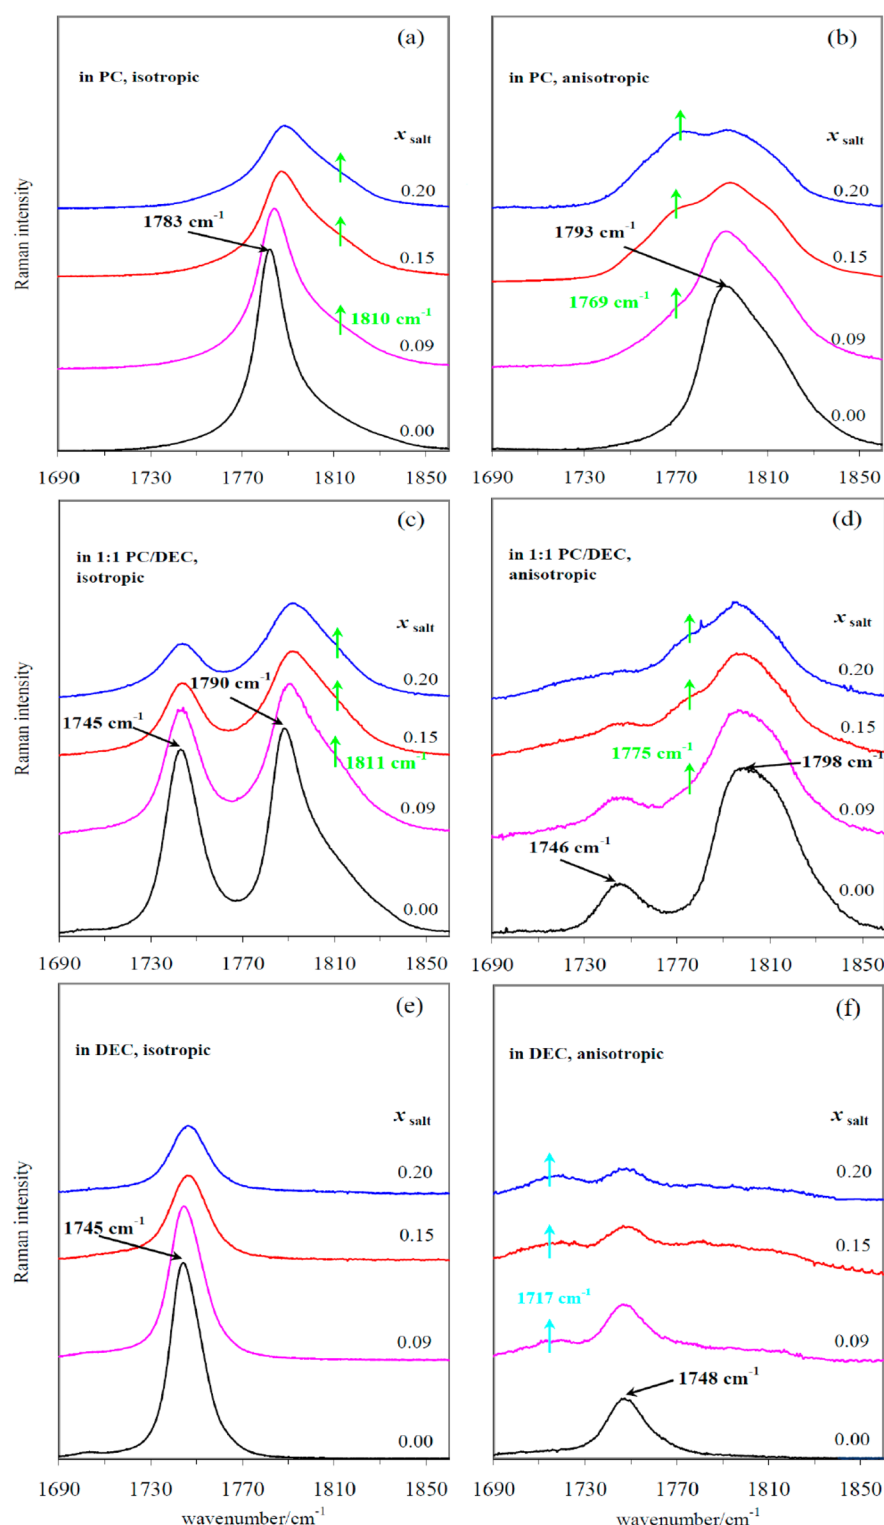 (a)
in PC, isotropic
x salt
0.20
1783 cm-1
0.15
1810 cm-1
0.09
0.00
Raman intensity
1690 1730 1770 1810 1850
(b)
in PC, anisotropic
x salt
0.20
1793 cm-1
0.15
1769 cm-1
0.09
0.00
1690 1730 1770 1810 1850
(c)
in 1:1 PC/DEC,
isotropic
x salt
0.20
1790 cm-1
1745 cm-1
0.15
1811 cm-1
0.09
0.00
Raman intensity
1690 1730 1770 1810 1850
(d)
in 1:1 PC/DEC,
anisotropic
x salt
0.20
0.15
1775 cm-1
1798 cm-1
0.09
1746 cm-1
0.00
1690 1730 1770 1810 1850
(e)
in DEC, isotropic
x salt
0.20
1745 cm-1
0.15
0.09
0.00
Raman intensity
1690 1730 1770 1810 1850
wavenumber/cm-1
(f)
in DEC, anisotropic
x salt
0.20
0.15
1717 cm-1
0.09
1748 cm-1
0.00
1690 1730 1770 1810 1850
wavenumber/cm-1